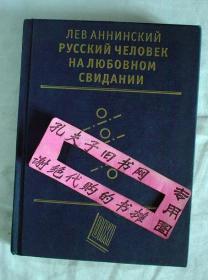 ЛЕВ АННИНСКИЙ
РУССКИЙ ЧЕЛОВЕК
НА ЛЮБОВНОМ
СВИДАНИИ
孔夫子旧书网
谢绝代购的书摊
专用图